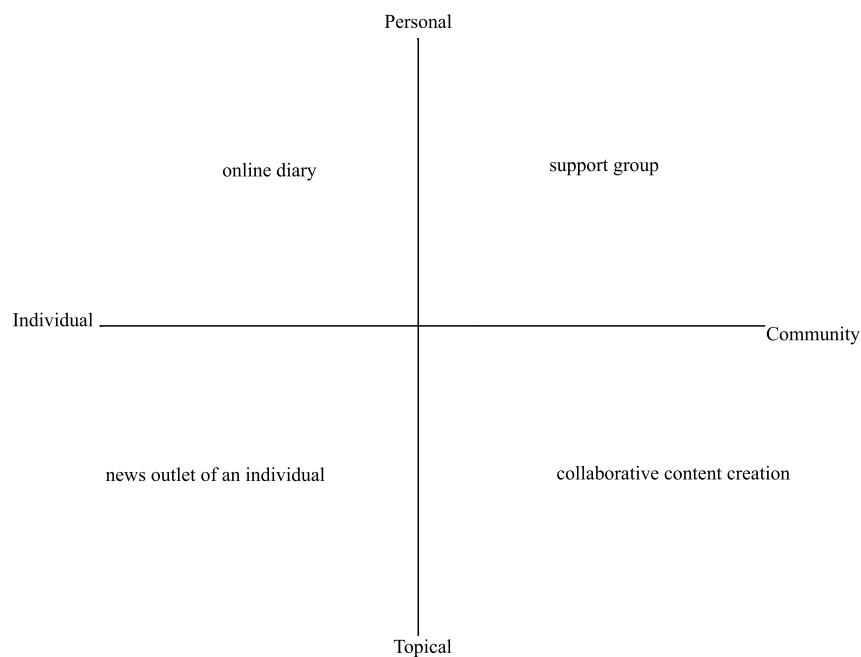 Personal
online diary
support group
Individual
Community
news outlet of an individual
collaborative content creation
Topical